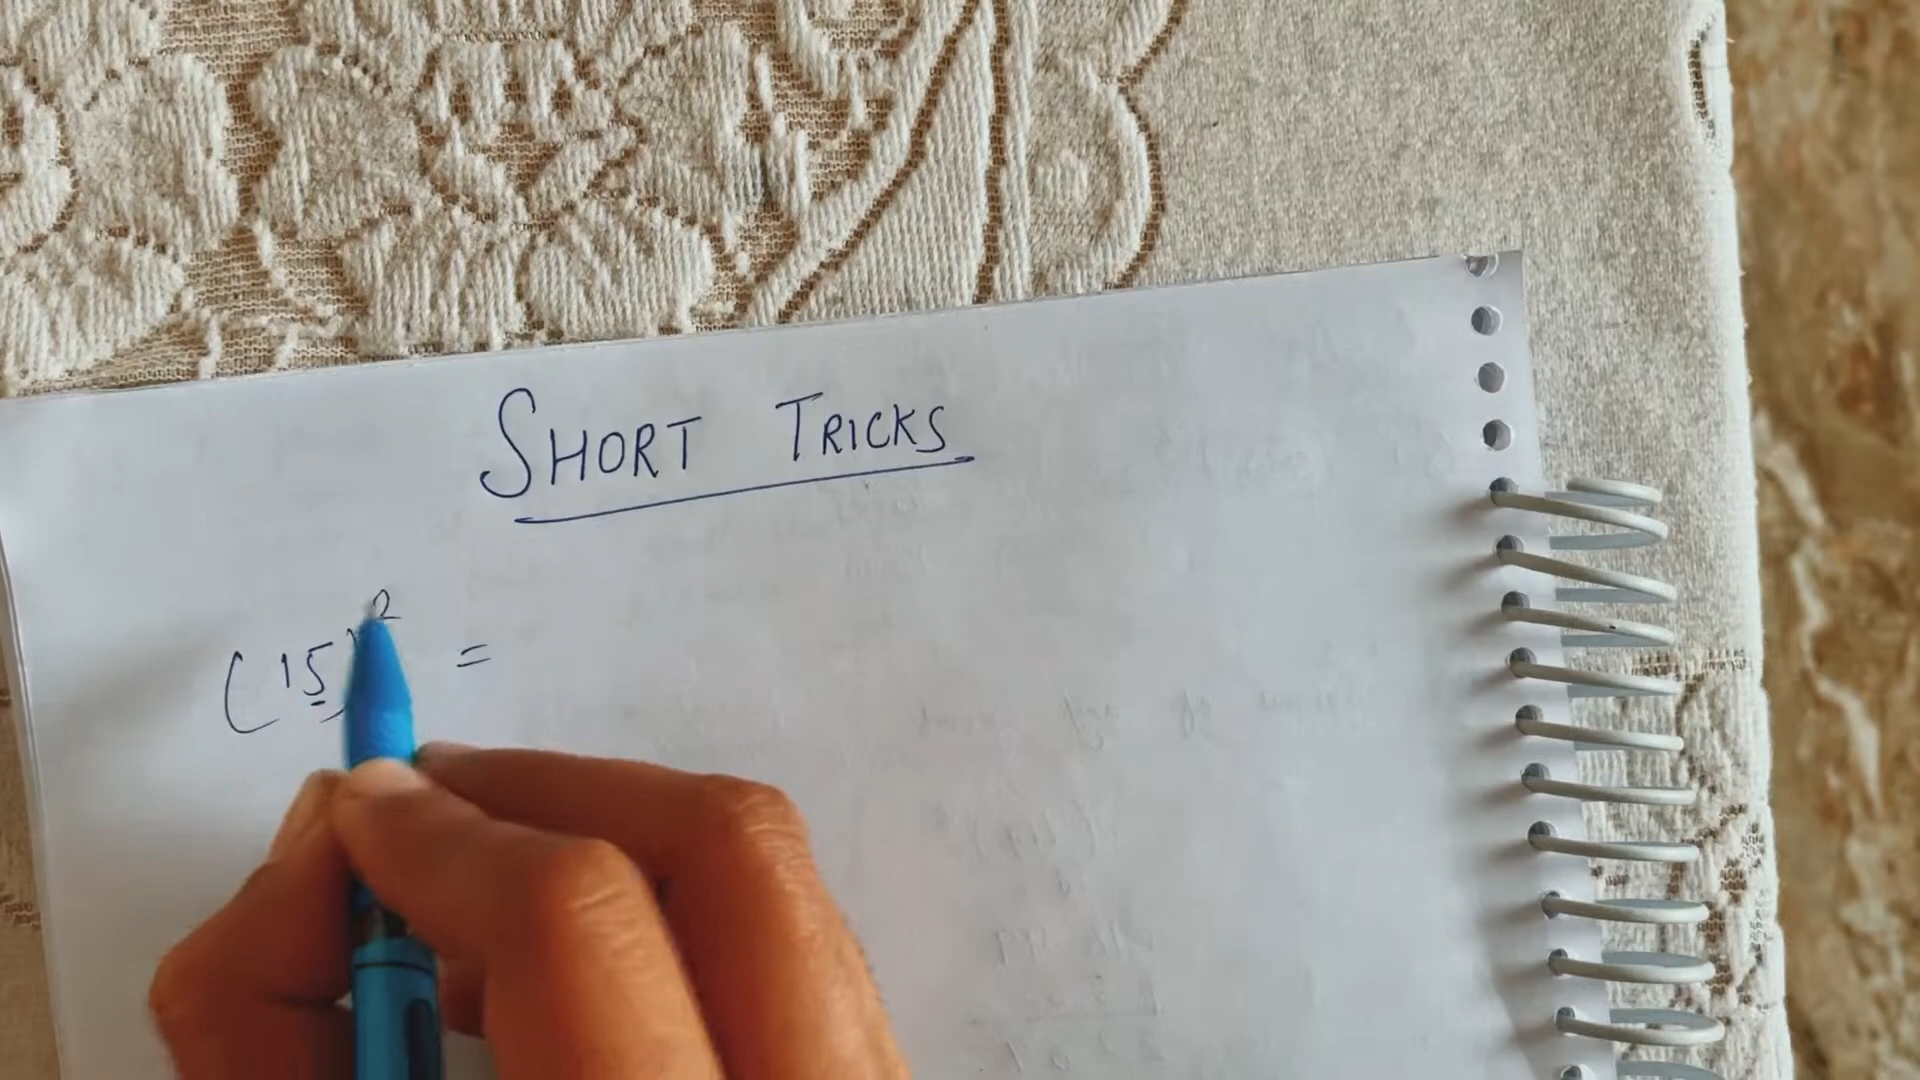 SHORT TRICKS
(15)² =